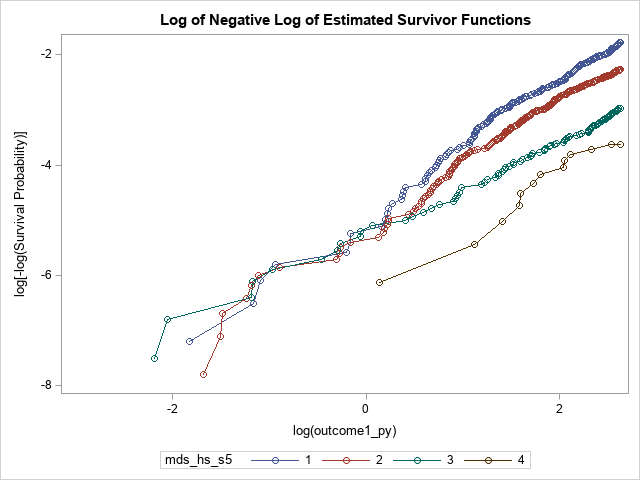 Log of Negative Log of Estimated Survivor Functions
log[-log(Survival Probability)]
-2
-4
-6
-8
-2 0 2
log(outcome1_py)
mds_hs_s5 1 2 3 4